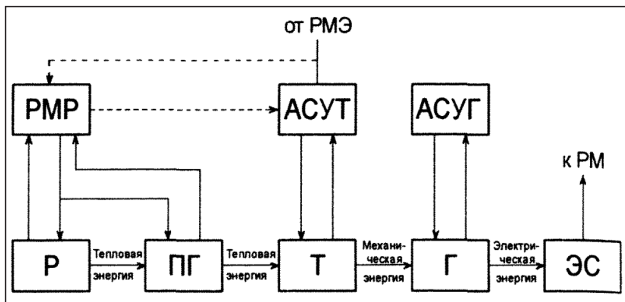 от РМЭ
РМР
АСУТ
АСУГ
к РМ
Р
Тепловая
энергия
ПГ
Тепловая
энергия
Т
Механи-
ческая
энергия
Г
Электри-
ческая
энергия
ЭС